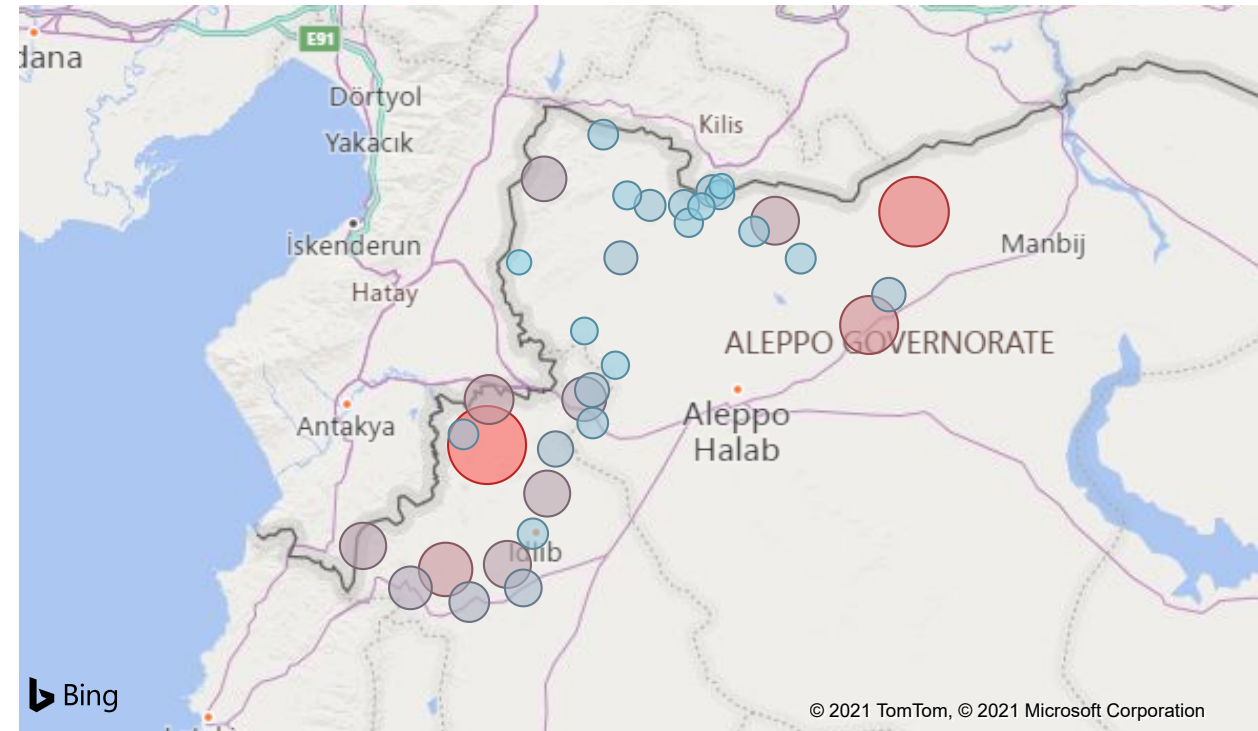 E91
dana
Dörtyol
Yakacık
Kilis
İskenderun
Manbij
Hatay
ALEPPO GOVERNORATE
Antakya
Aleppo
Halab
Idlib
Bing
© 2021 TomTom, © 2021 Microsoft Corporation